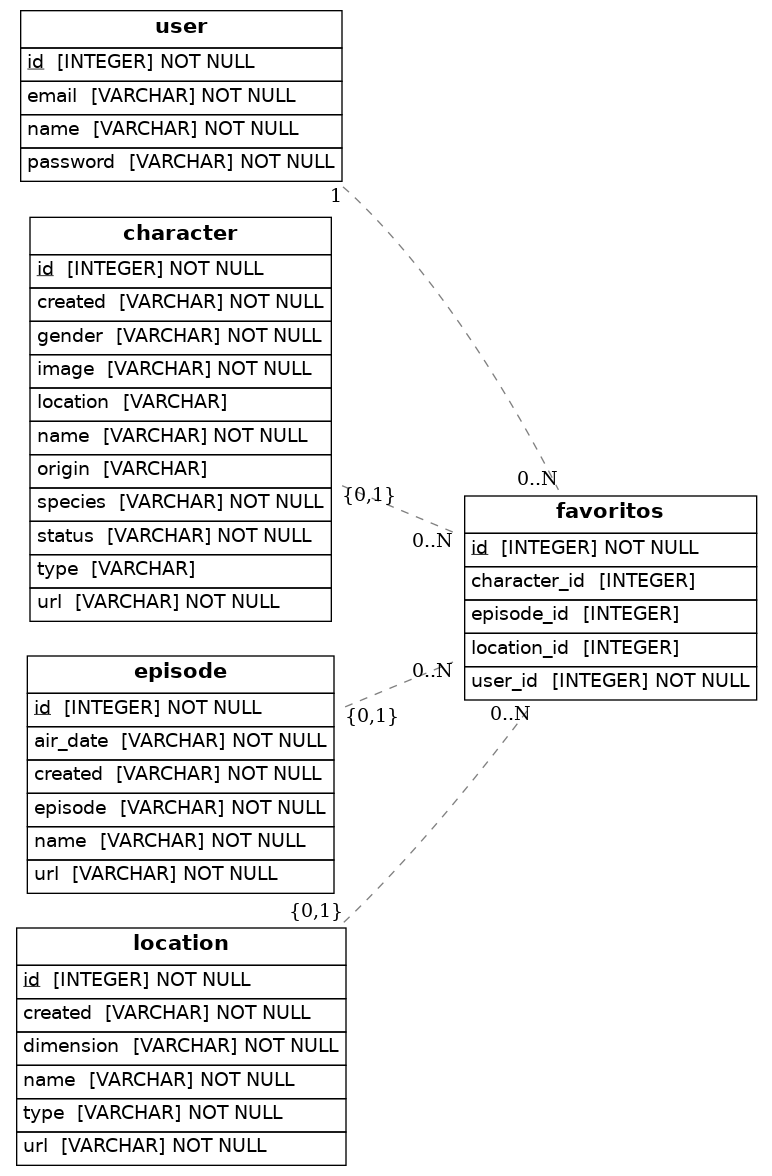 user
id [INTEGER] NOT NULL
email [VARCHAR] NOT NULL
name [VARCHAR] NOT NULL
password [VARCHAR] NOT NULL
1
character
id [INTEGER] NOT NULL
created [VARCHAR] NOT NULL
gender [VARCHAR] NOT NULL
image [VARCHAR] NOT NULL
location [VARCHAR]
name [VARCHAR] NOT NULL
origin [VARCHAR]
species [VARCHAR] NOT NULL
status [VARCHAR] NOT NULL
type [VARCHAR]
url [VARCHAR] NOT NULL
{0,1}
0..N
0..N
favoritos
id [INTEGER] NOT NULL
character_id [INTEGER]
episode_id [INTEGER]
location_id [INTEGER]
user_id [INTEGER] NOT NULL
0..N
0..N
{0,1}
episode
id [INTEGER] NOT NULL
air_date [VARCHAR] NOT NULL
created [VARCHAR] NOT NULL
episode [VARCHAR] NOT NULL
name [VARCHAR] NOT NULL
url [VARCHAR] NOT NULL
{0,1}
location
id [INTEGER] NOT NULL
created [VARCHAR] NOT NULL
dimension [VARCHAR] NOT NULL
name [VARCHAR] NOT NULL
type [VARCHAR] NOT NULL
url [VARCHAR] NOT NULL